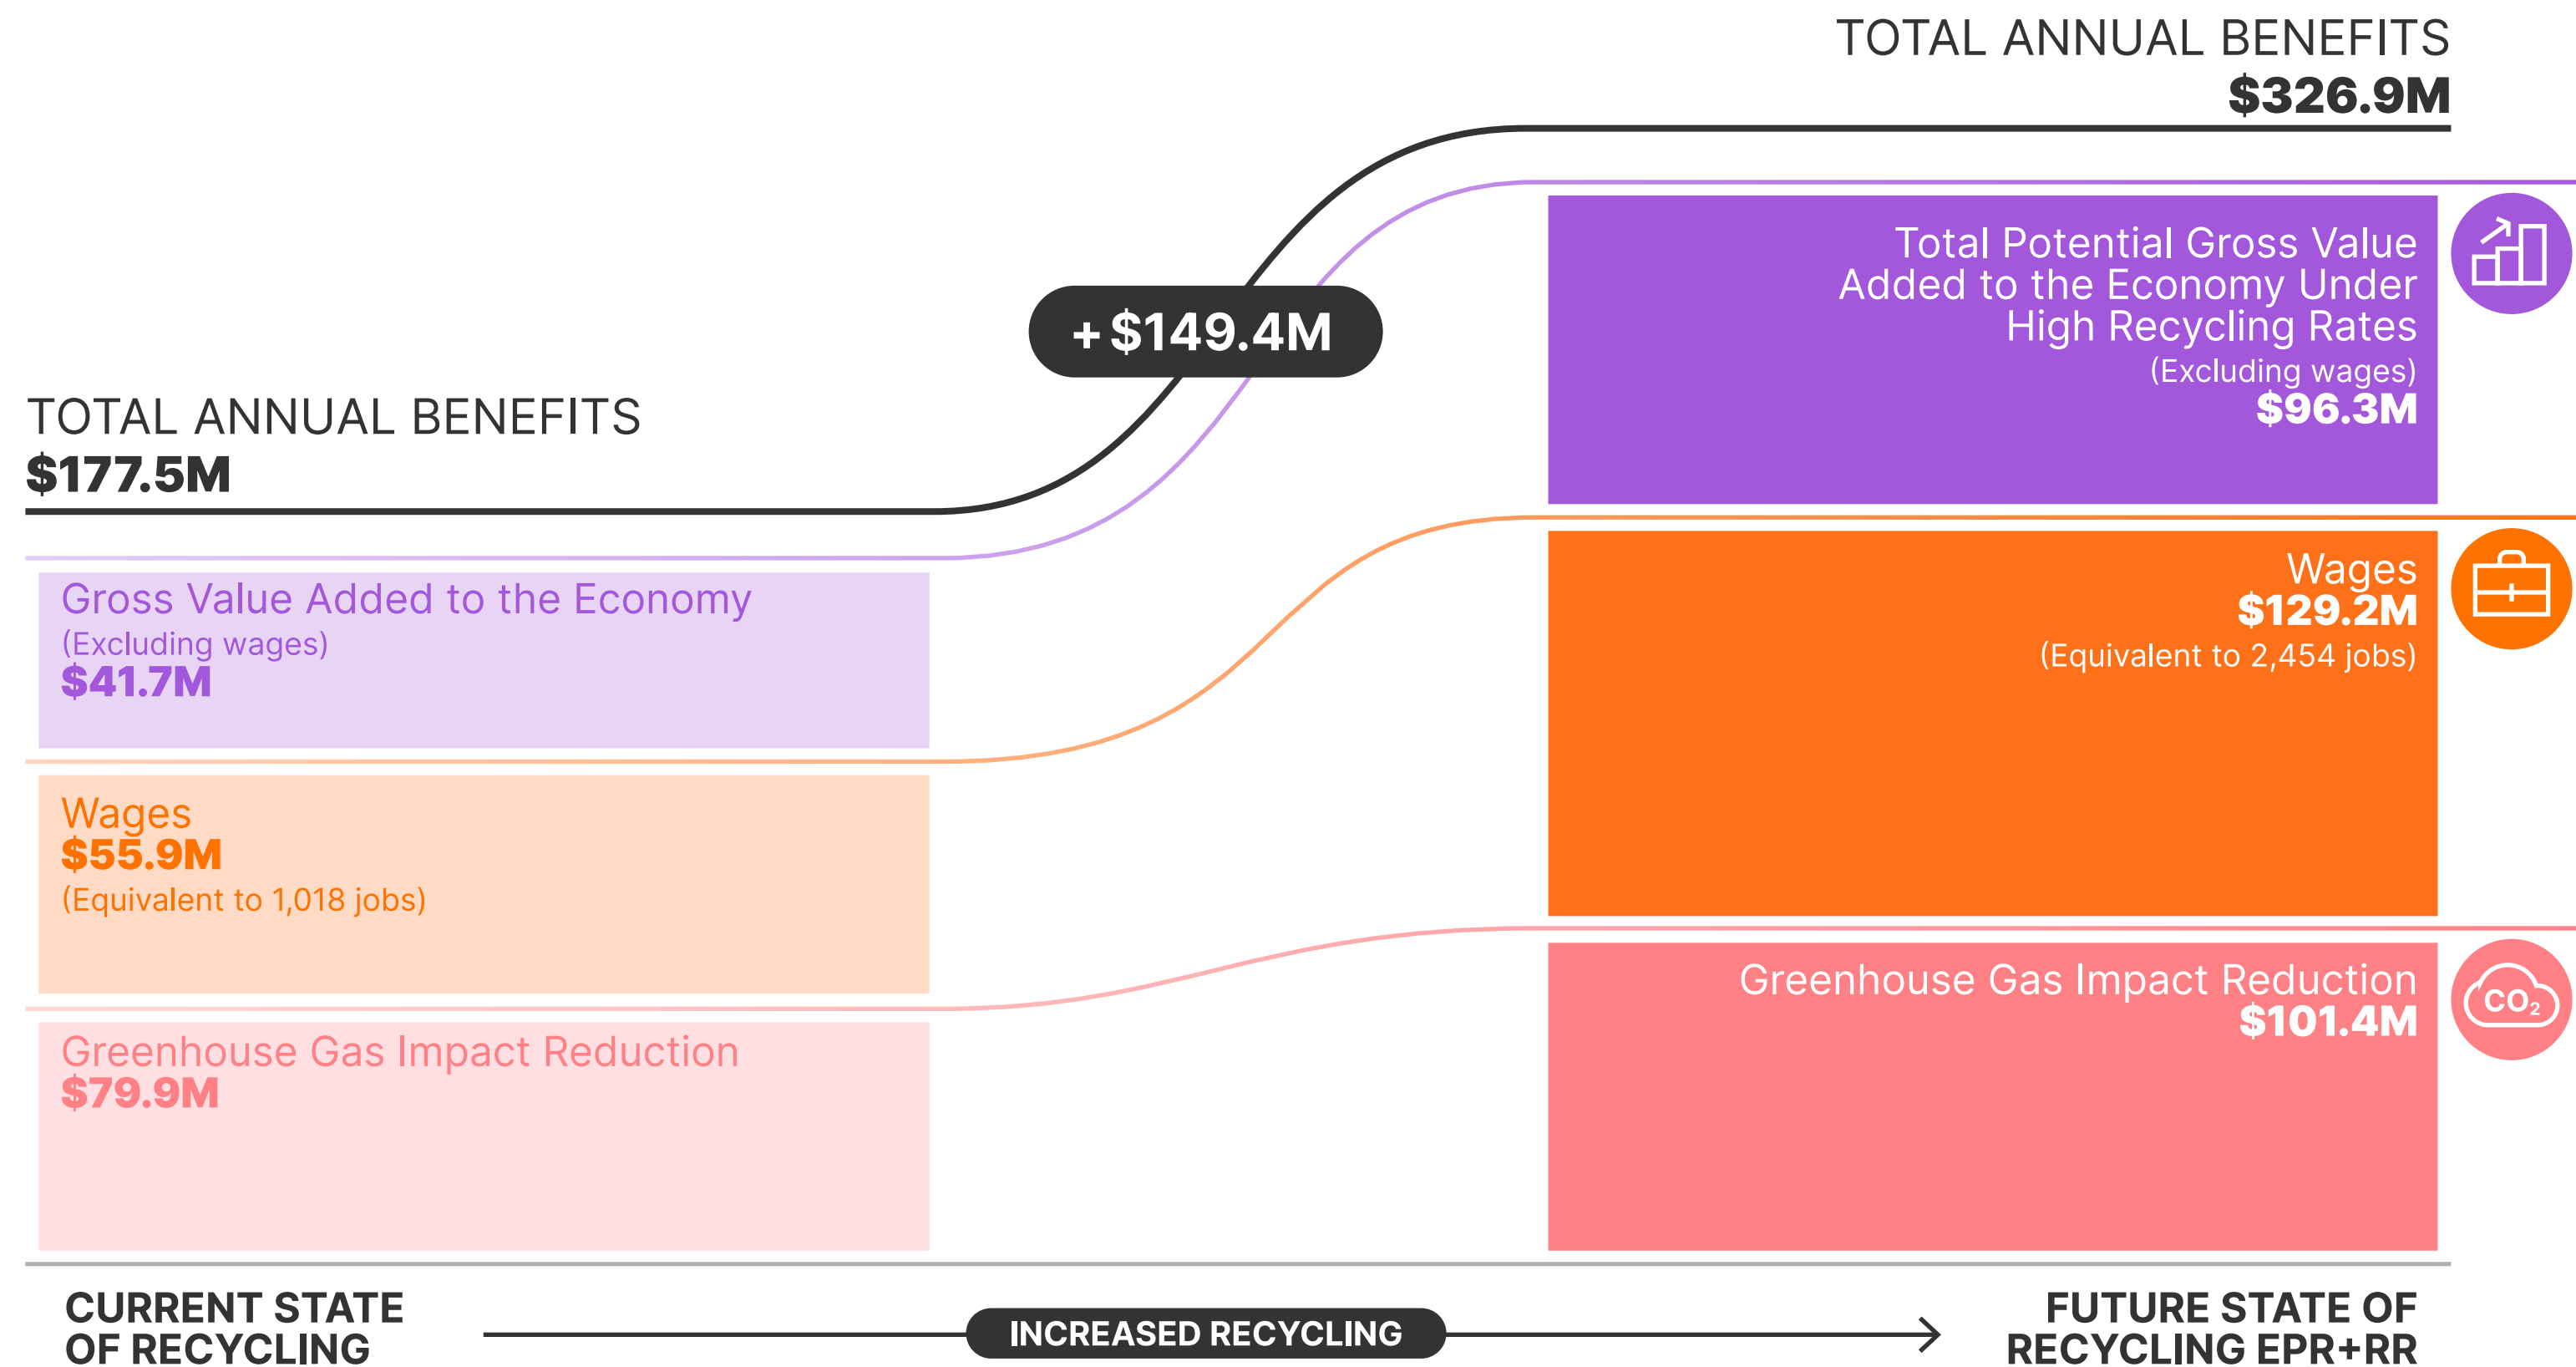 TOTAL ANNUAL BENEFITS
$326.9M
+$149.4M
TOTAL ANNUAL BENEFITS
$177.5M
Gross Value Added to the Economy
(Excluding wages)
$41.7M
Wages
$55.9M
(Equivalent to 1,018 jobs)
Greenhouse Gas Impact Reduction
$79.9M
Total Potential Gross Value
Added to the Economy Under
High Recycling Rates
(Excluding wages)
$96.3M
Wages
$129.2M
(Equivalent to 2,454 jobs)
Greenhouse Gas Impact Reduction
$101.4M
CO₂
CURRENT STATE
OF RECYCLING
INCREASED RECYCLING
FUTURE STATE OF
RECYCLING EPR+RR